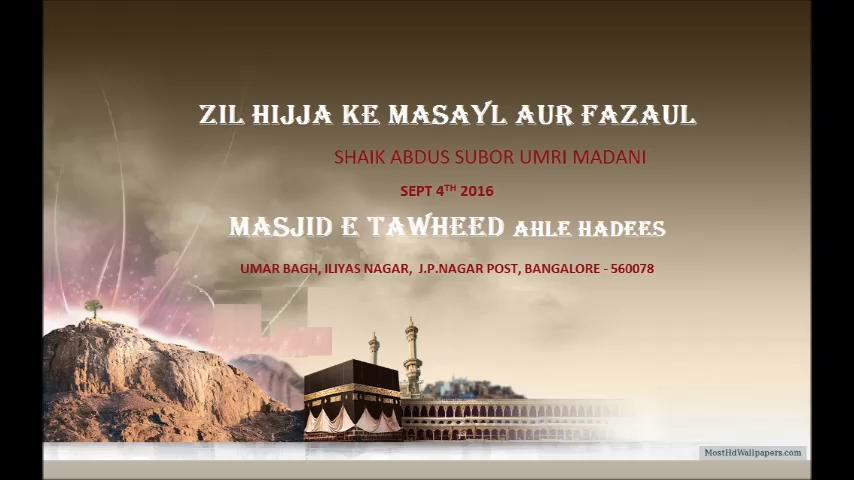 ZIL HIJJA KE MASAYL AUR FAZAUL
SHAIK ABDUS SUBOR UMRI MADANI
SEPT 4TH 2016
MASJID E TAWHEED AHLE HADEES
UMAR BAGH, ILIYAS NAGAR, J.P.NAGAR POST, BANGALORE - 560078
MostHdWallpapers.com